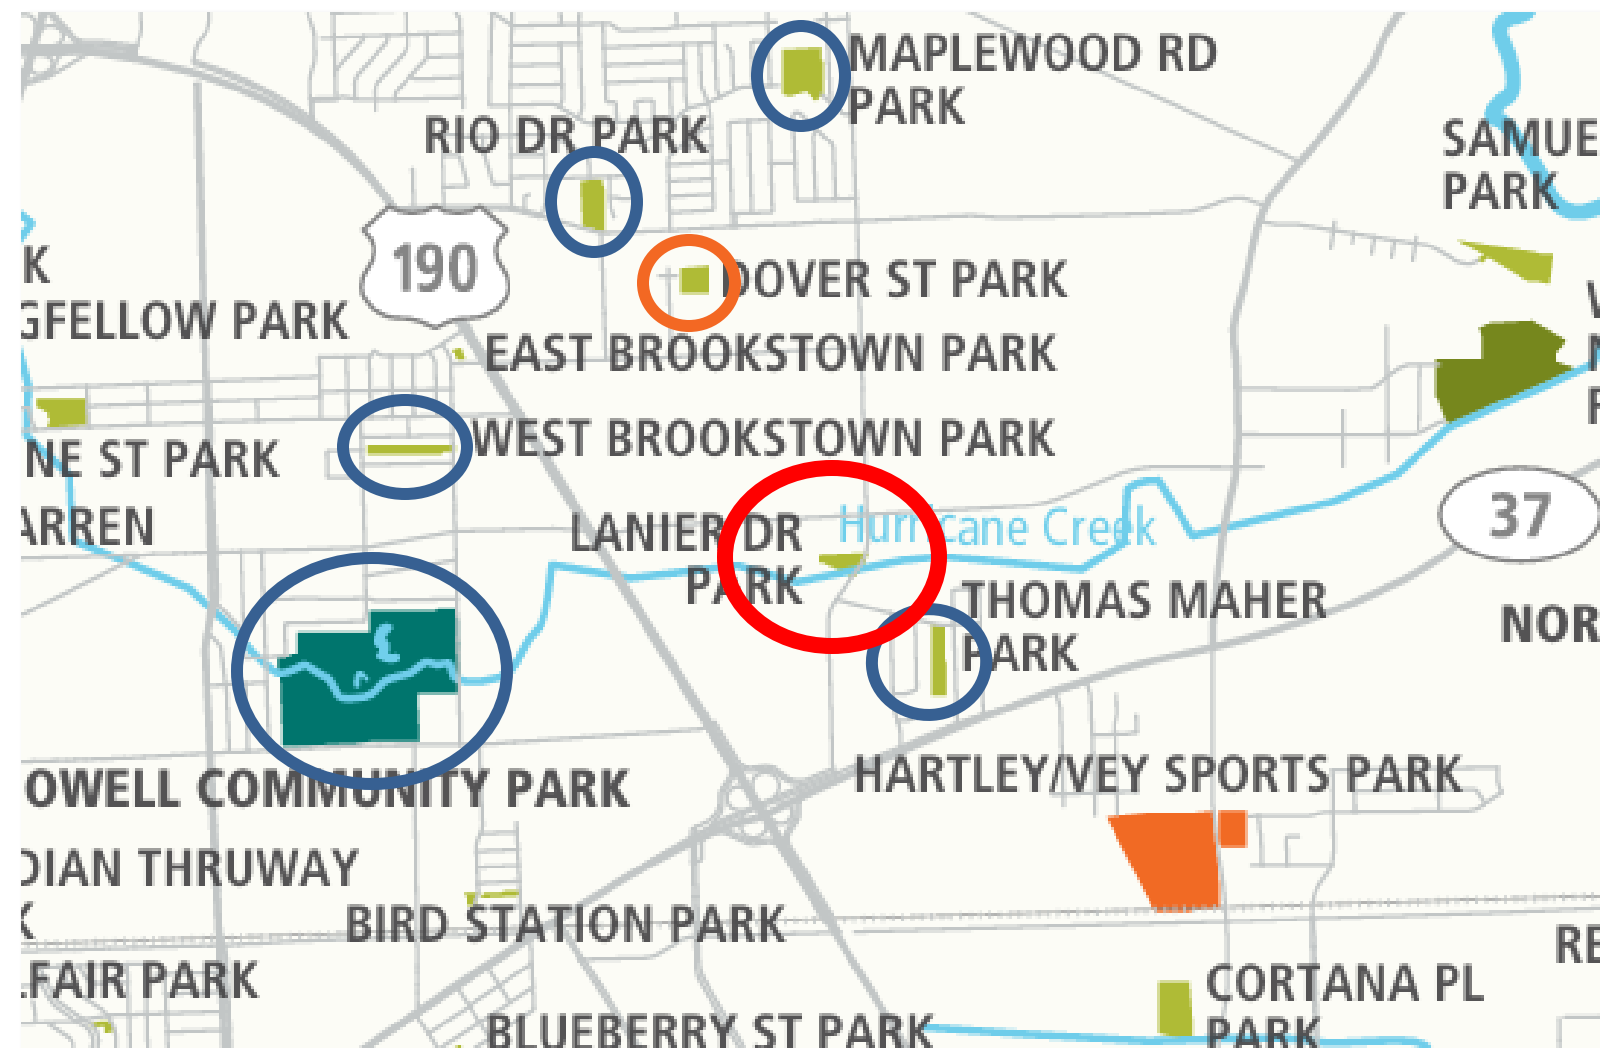 MAPLEWOOD RD
PARK
RIO DR PARK
SAMUE
PARK
190
K
GFELLOW PARK
DOVER ST PARK
EAST BROOKSTOWN PARK
WEST BROOKSTOWN PARK
NE ST PARK
ARREN
LANIER DR
PARK
Hurricane Creek
37
THOMAS MAHER
PARK
NOR
OWELL COMMUNITY PARK
HARTLEY/VEY SPORTS PARK
DIAN THRUWAY
K
BIRD STATION PARK
LFAIR PARK
RE
CORTANA PL
PARK
BLUEBERRY ST PARK